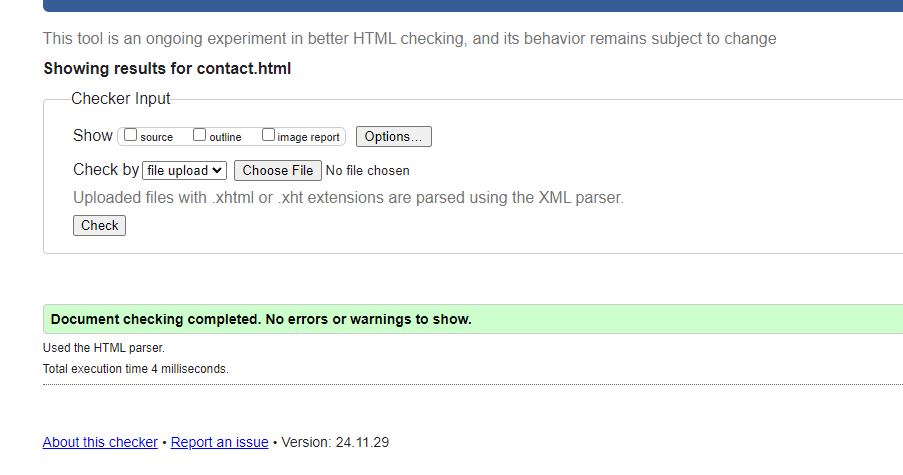 This tool is an ongoing experiment in better HTML checking, and its behavior remains subject to change
Showing results for contact.html
Checker Input
Show source outline image report Options...
Check by file upload Choose File No file chosen
Uploaded files with .xhtml or .xht extensions are parsed using the XML parser.
Check
Document checking completed. No errors or warnings to show.
Used the HTML parser.
Total execution time 4 milliseconds.
About this checker • Report an issue • Version: 24.11.29